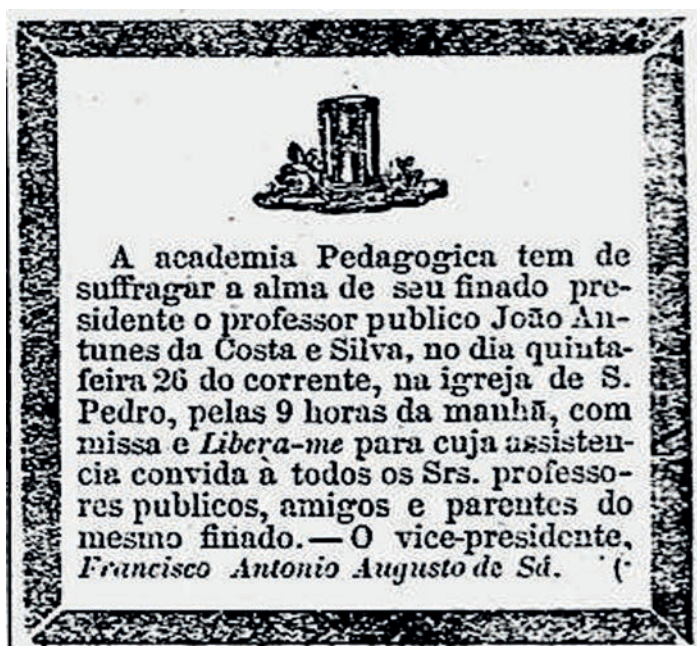 A academia Pedagogica tem de
suffragar a alma de seu finado pre-
sidente o professor publico João An-
tunes da Costa e Silva, no dia quinta-
feira 26 do corrente, na igreja de S.
Pedro, pelas 9 horas da manhã, com
missa e Libera-me para cuja assisten-
cia convida à todos os Srs. professo-
res publicos, amigos e parentes do
mesmo finado.—O vice-presidente,
Francisco Antonio Augusto de Sá. (·